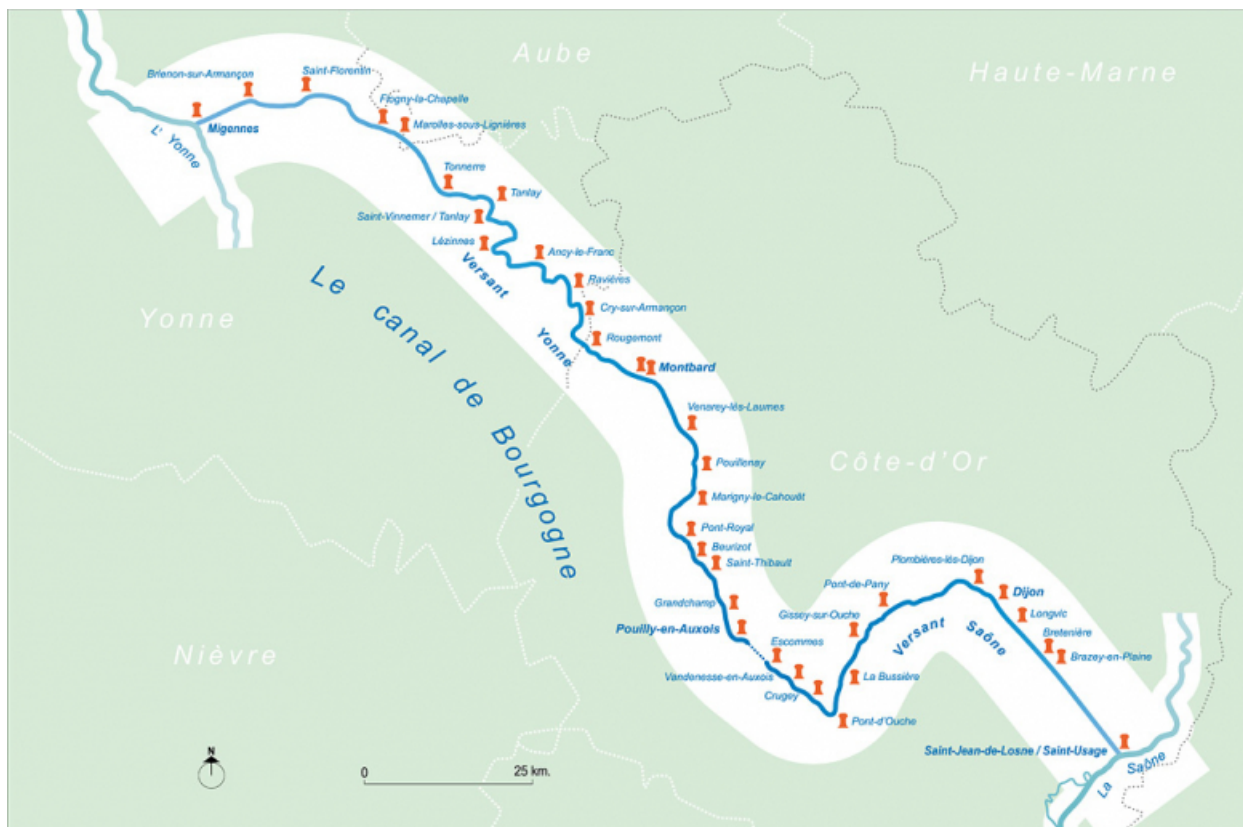 Aube
Haute-Marne
Brienon-sur-Armançon
Saint-Florentin
Flogny-la-Chapelle
Migennes
Marolles-sous-Lignières
L' Yonne
Tonnerre
Tanlay
Saint-Vinnemer / Tanlay
Lézinnes
Ancy-le-Franc
Versant Yonne
Ravières
Cry-sur-Armançon
Yonne
Le canal de Bourgogne
Rougemont
Montbard
Venarey-lés-Laumes
Pouillenay
Côte-d'Or
Marigny-le-Cahouêt
Pont-Royal
Beurizot
Saint-Thibault
Plombières-lés-Dijon
Pont-de-Pany
Dijon
Grandchamp
Gissey-sur-Ouche
Longvic
Pouilly-en-Auxois
Versant Saône
Bretenière
Escommes
Brazey-en-Plaine
Nièvre
Vandenesse-en-Auxois
La Bussière
Crugey
Pont-d'Ouche
Saint-Jean-de-Losne / Saint-Usage
La Saône
N
0 25 km.